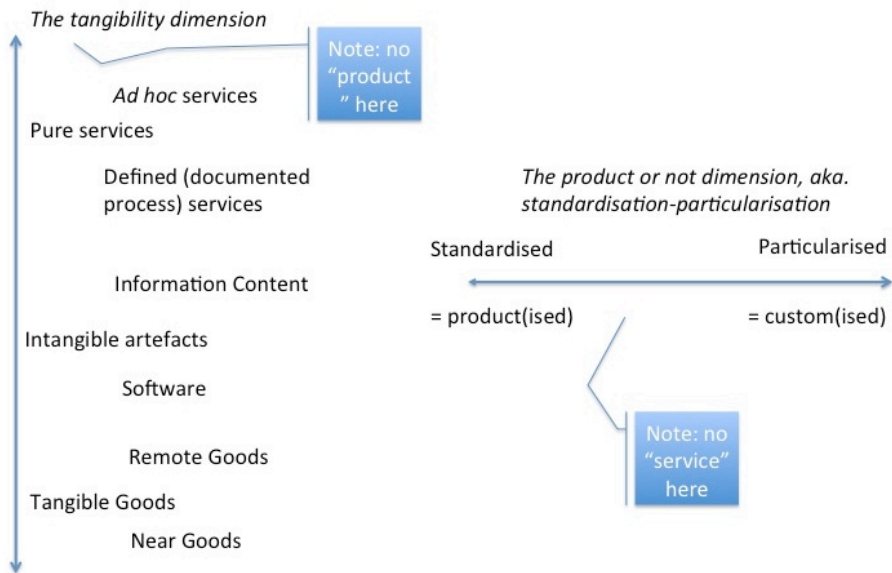 The tangibility dimension
Note: no
“product
” here
Ad hoc services
Pure services
Defined (documented
process) services
Information Content
Intangible artefacts
Software
Remote Goods
Tangible Goods
Near Goods
The product or not dimension, aka.
standardisation-particularisation
Standardised
Particularised
= product(ised)
= custom(ised)
Note: no
“service”
here